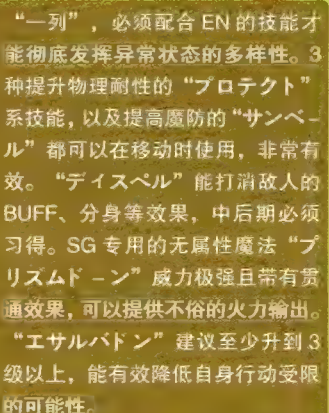 “一列”，必须配合 EN 的技能才
能彻底发挥异常状态的多样性。3
种提升物理耐性的“プロテクト”
系技能，以及提高魔防的“サンベー
ル”都可以在移动时使用，非常有
效。“デイスペル”能打消敌人的
BUFF、分身等效果，中后期必须
习得。SG 专用的无属性魔法“プ
リズムドーン”威力极强且带有贯
通效果，可以提供不俗的火力输出。
“エサルバドン”建议至少升到 3
级以上，能有效降低自身行动受限
的可能性。